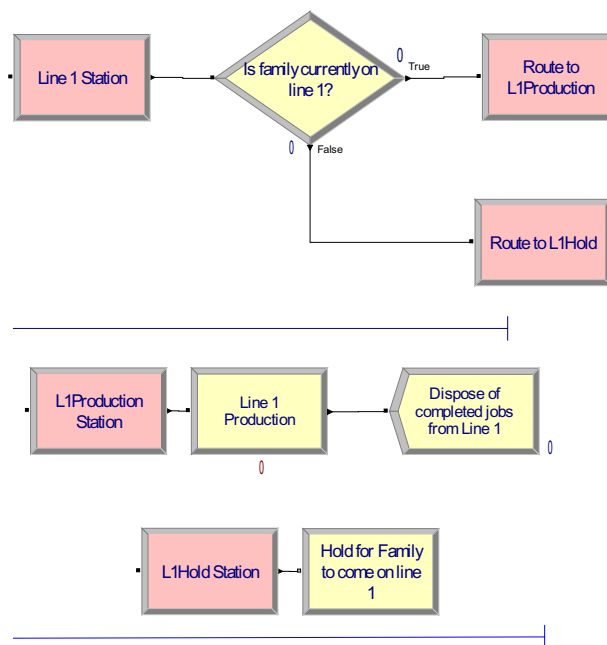 Line 1 Station
Is family currently on
line 1?
0
True
Route to
L1Production
0
False
Route to L1Hold
L1Production
Station
Line 1
Production
0
Dispose of
completed jobs
from Line 1
0
L1Hold Station
Hold for Family
to come on line
1